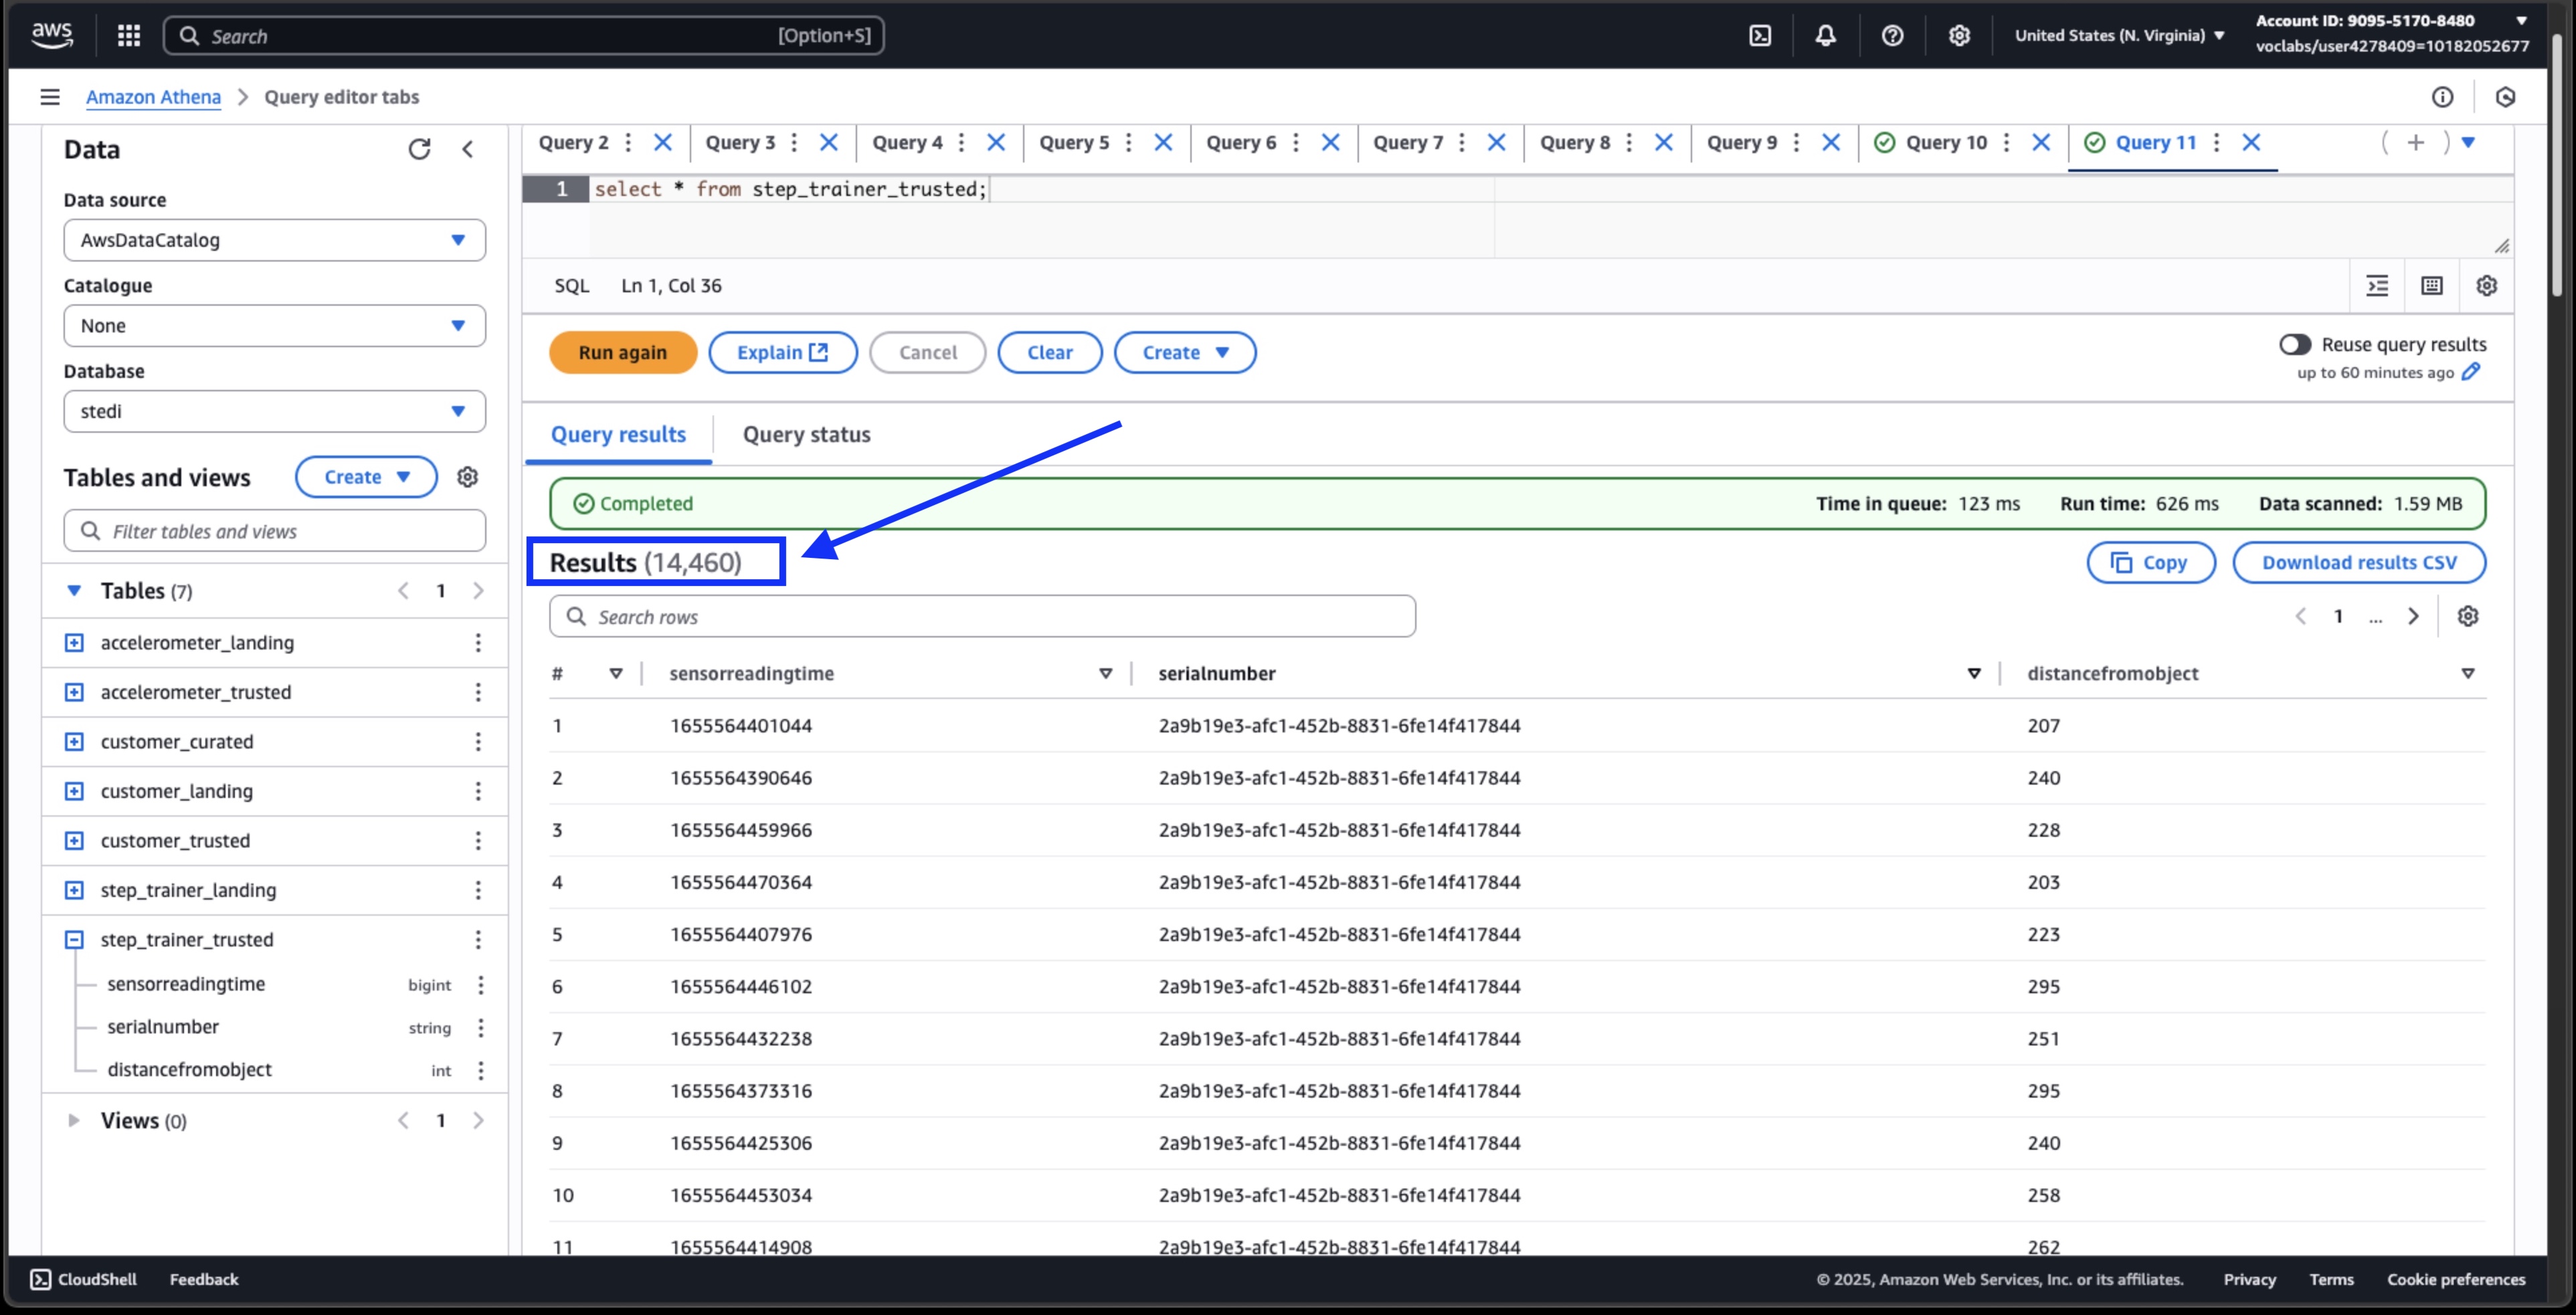 aws
Search
[Option+S]
United States (N. Virginia)
Account ID: 9095-5170-8480
voclabs/user4278409=10182052677
Amazon Athena
Query editor tabs
Data
Data source
AwsDataCatalog
Catalogue
None
Database
stedi
Tables and views
Create
Filter tables and views
Tables (7)
1
accelerometer_landing
accelerometer_trusted
customer_curated
customer_landing
customer_trusted
step_trainer_landing
step_trainer_trusted
sensorreadingtime bigint
serialnumber string
distancefromobject int
Views (0)
1
Query 2
Query 3
Query 4
Query 5
Query 6
Query 7
Query 8
Query 9
Query 10
Query 11
1 select * from step_trainer_trusted;
SQL Ln 1, Col 36
Run again
Explain
Cancel
Clear
Create
Reuse query results
up to 60 minutes ago
Query results
Query status
Completed
Time in queue: 123 ms Run time: 626 ms Data scanned: 1.59 MB
Results (14,460)
Copy
Download results CSV
Search rows
1 ...
# sensorreadingtime serialnumber distancefromobject
1 1655564401044 2a9b19e3-afc1-452b-8831-6fe14f417844 207
2 1655564390646 2a9b19e3-afc1-452b-8831-6fe14f417844 240
3 1655564459966 2a9b19e3-afc1-452b-8831-6fe14f417844 228
4 1655564470364 2a9b19e3-afc1-452b-8831-6fe14f417844 203
5 1655564407976 2a9b19e3-afc1-452b-8831-6fe14f417844 223
6 1655564446102 2a9b19e3-afc1-452b-8831-6fe14f417844 295
7 1655564432238 2a9b19e3-afc1-452b-8831-6fe14f417844 251
8 1655564373316 2a9b19e3-afc1-452b-8831-6fe14f417844 295
9 1655564425306 2a9b19e3-afc1-452b-8831-6fe14f417844 240
10 1655564453034 2a9b19e3-afc1-452b-8831-6fe14f417844 258
11 1655564414908 2a9b19e3-afc1-452b-8831-6fe14f417844 262
CloudShell
Feedback
© 2025, Amazon Web Services, Inc. or its affiliates.
Privacy
Terms
Cookie preferences